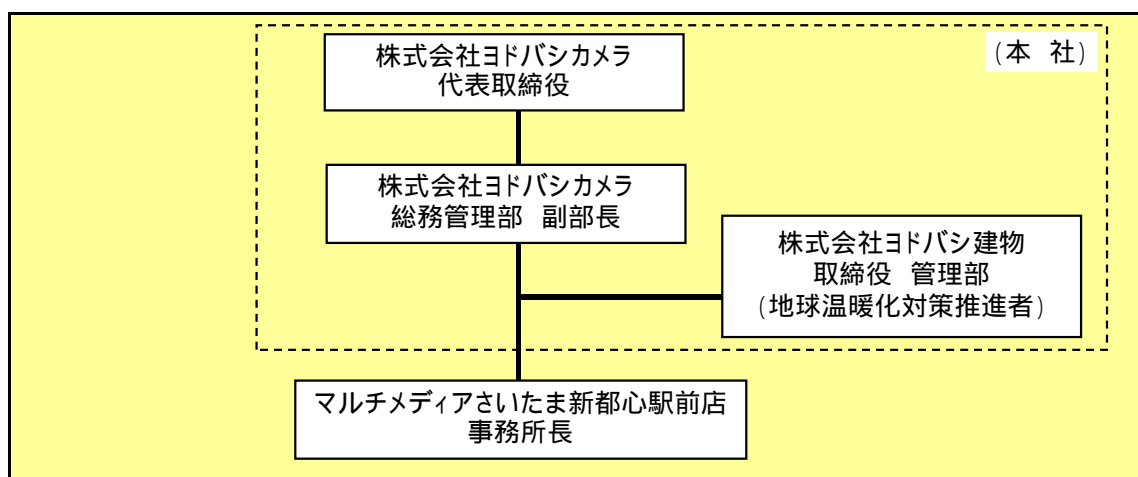 (本 社)
株式会社ヨドバシカメラ
代表取締役
株式会社ヨドバシカメラ
総務管理部 副部長
株式会社ヨドバシ建物
取締役 管理部
(地球温暖化対策推進者)
マルチメディアさいたま新都心駅前店
事務所長